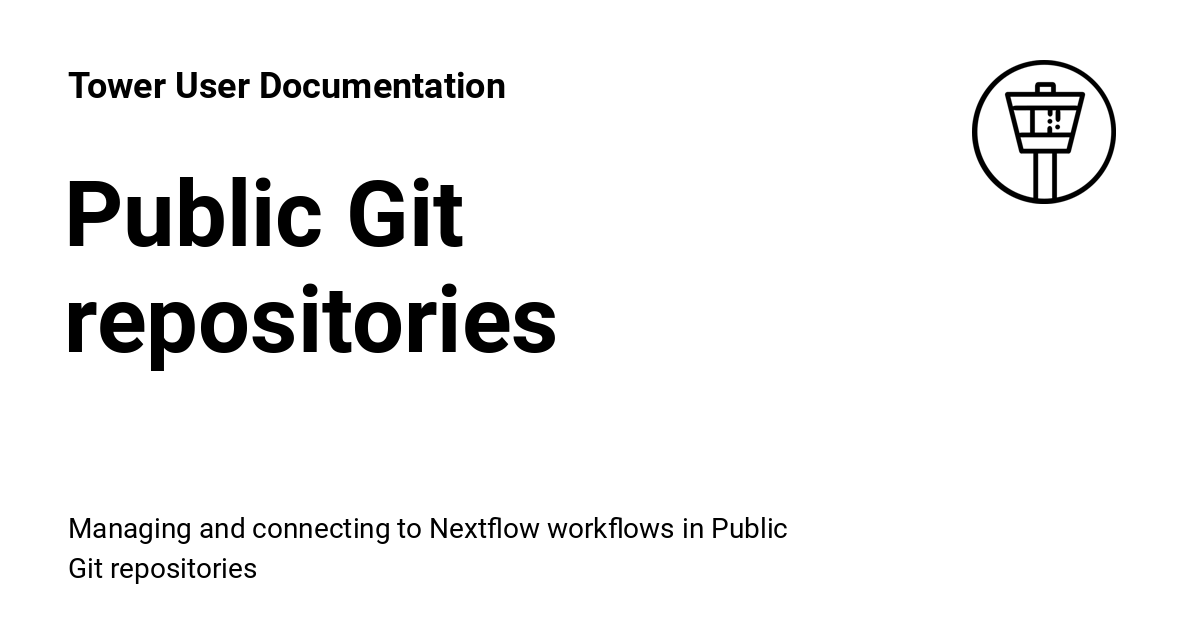 Tower User Documentation
Public Git
repositories
Managing and connecting to Nextflow workflows in Public
Git repositories